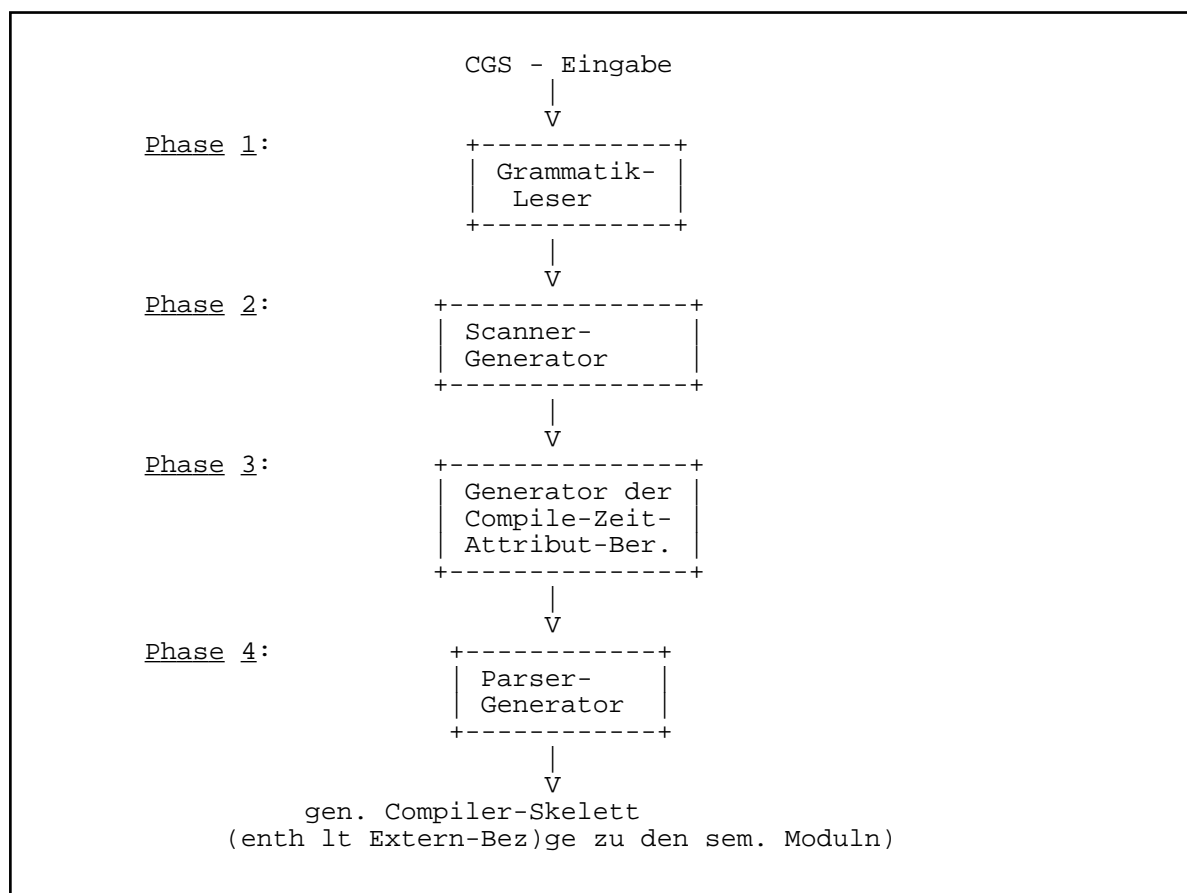 CGS - Eingabe
Phase 1:
Grammatik-
Leser
Phase 2:
Scanner-
Generator
Phase 3:
Generator der
Compile-Zeit-
Attribut-Ber.
Phase 4:
Parser-
Generator
gen. Compiler-Skelett
(enth lt Extern-Bez)ge zu den sem. Moduln)